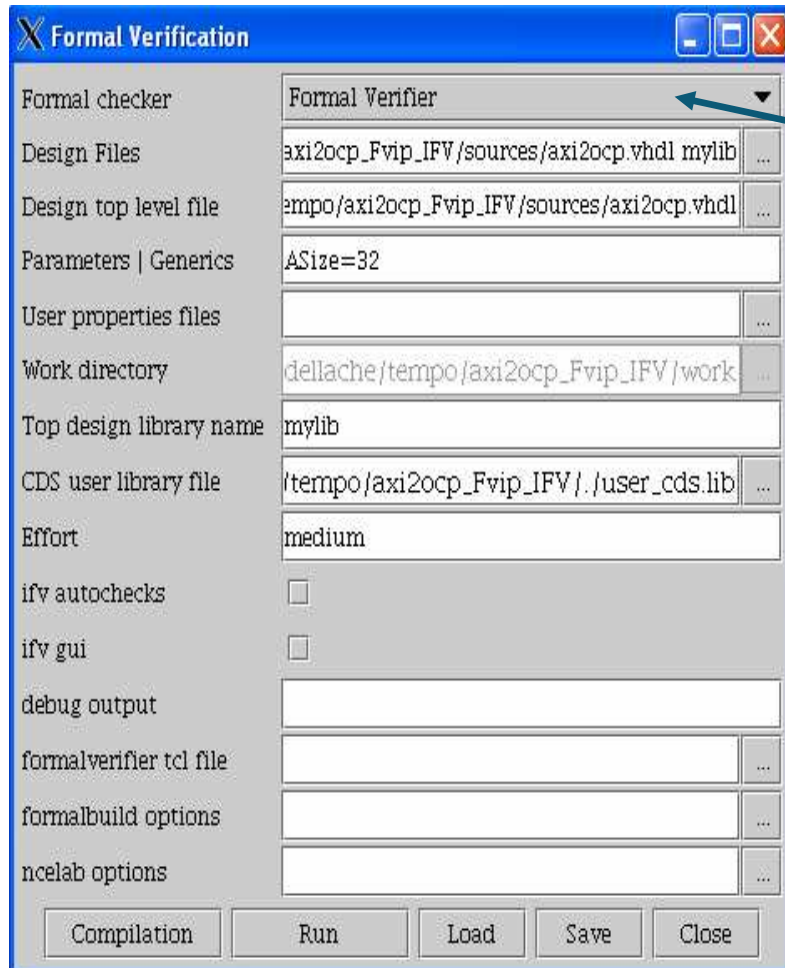 X Formal Verification
Formal checker Formal Verifier
Design Files axi2ocp_Fvip_IFV/sources/axi2ocp.vhdl mylib ...
Design top level file empo/axi2ocp_Fvip_IFV/sources/axi2ocp.vhdl ...
Parameters | Generics ASize=32
User properties files ...
Work directory dellache/tempo/axi2ocp_Fvip_IFV/work ...
Top design library name mylib
CDS user library file /tempo/axi2ocp_Fvip_IFV/./user_cds.lib ...
Effort medium
ifv autochecks
ifv gui
debug output
formalverifier tcl file ...
formalbuild options ...
ncelab options ...
Compilation Run Load Save Close